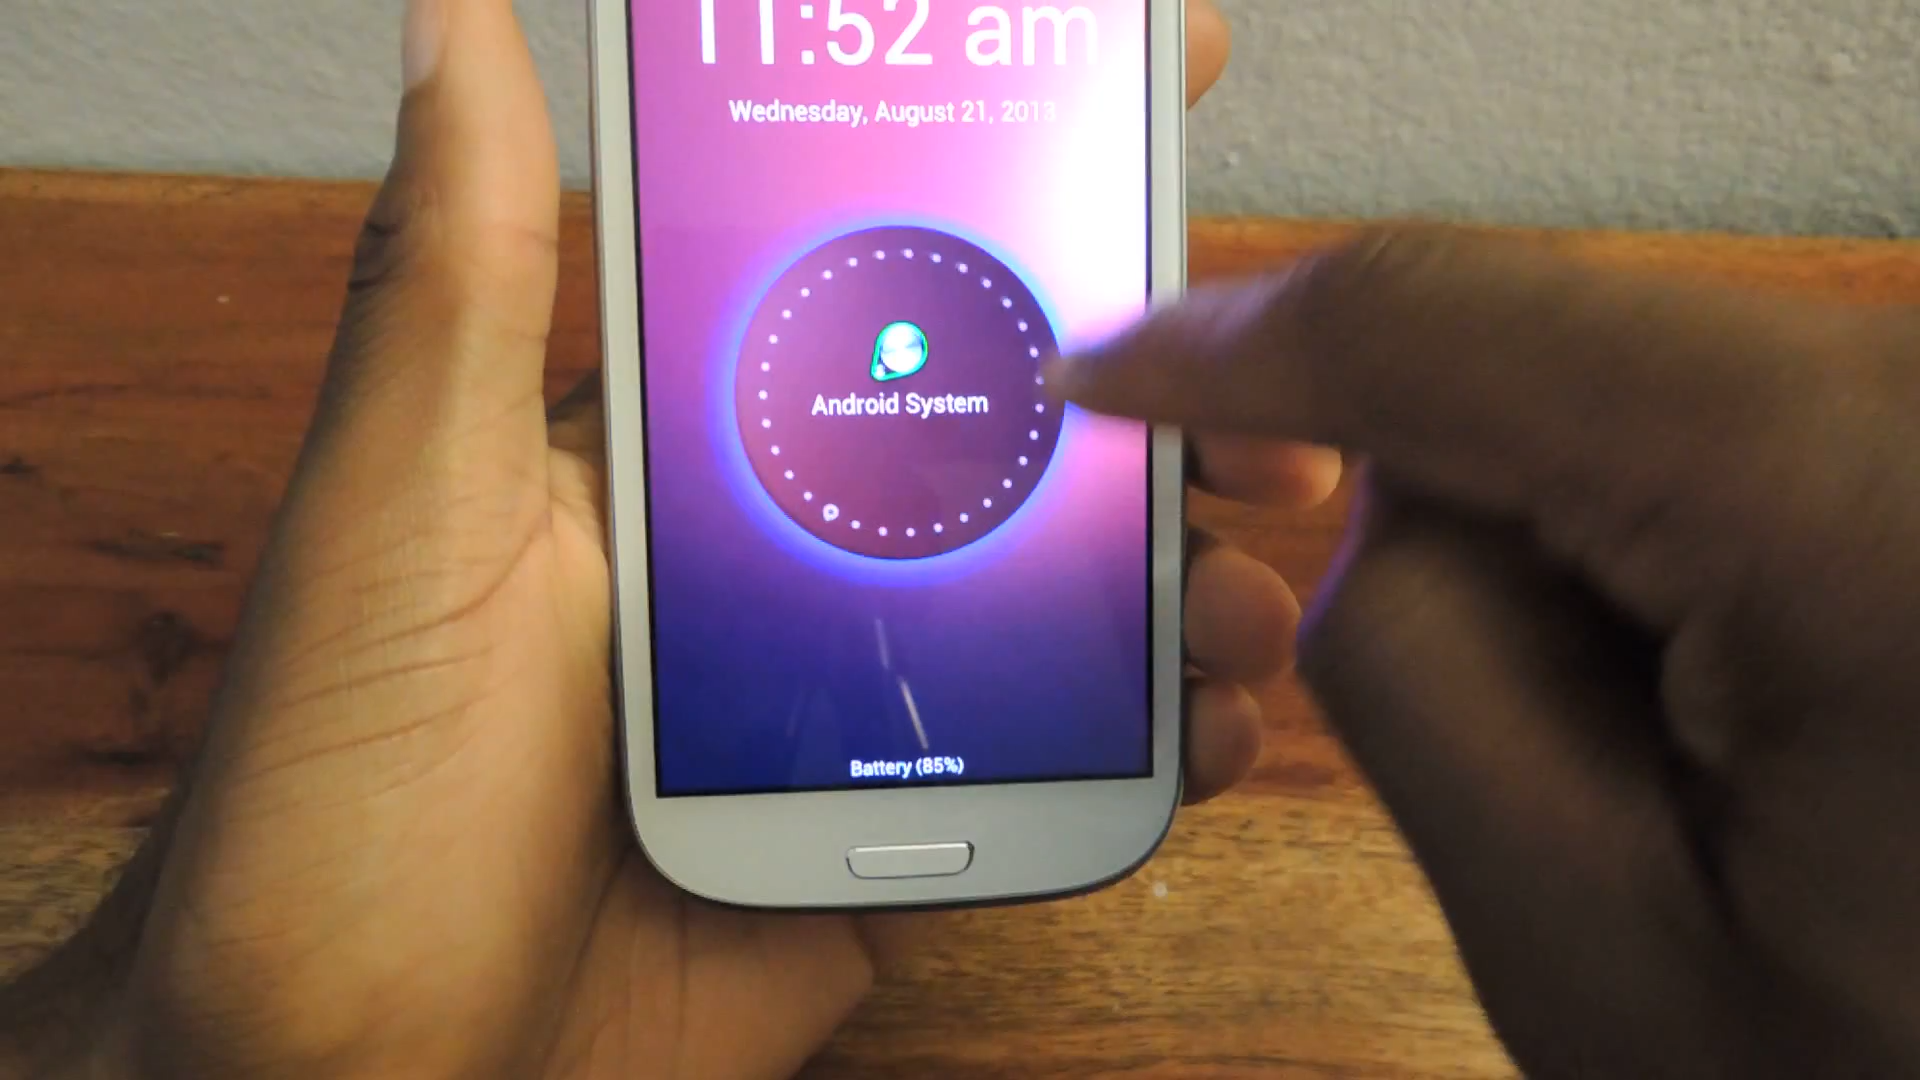 11:52 am
Wednesday, August 21, 2013
Android System
Battery (85%)